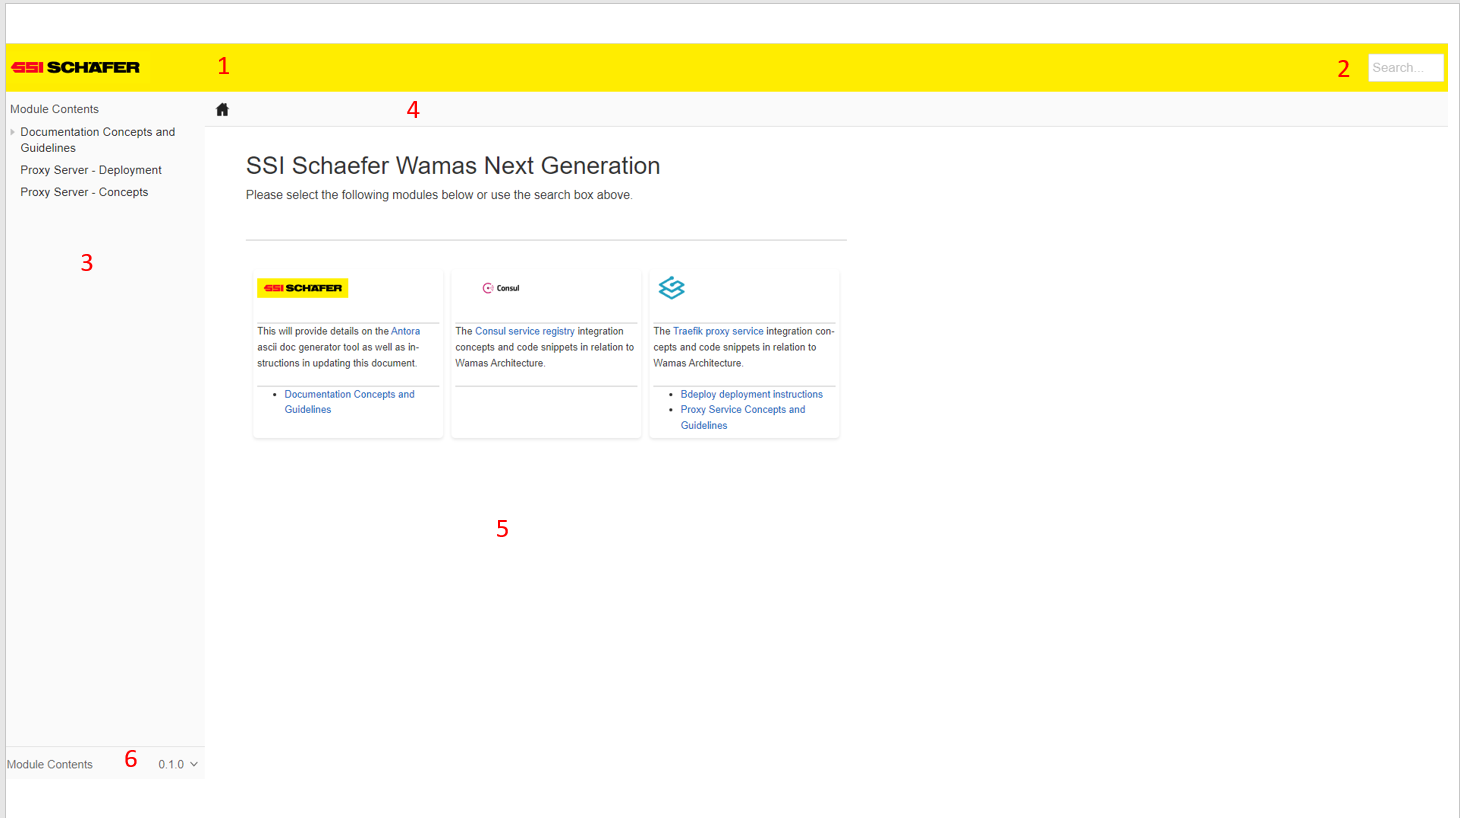 SSI SCHÄFER
1
2
Search...
Module Contents
4
Documentation Concepts and
Guidelines
Proxy Server - Deployment
Proxy Server - Concepts
3
SSI Schaefer Wamas Next Generation
Please select the following modules below or use the search box above.
SSI SCHÄFER
This will provide details on the Antora
ascii doc generator tool as well as in-
structions in updating this document.
• Documentation Concepts and
Guidelines
Consul
The Consul service registry integration
concepts and code snippets in relation to
Wamas Architecture.
The Traefik proxy service integration con-
cepts and code snippets in relation to
Wamas Architecture.
• Bdeploy deployment instructions
• Proxy Service Concepts and
Guidelines
5
Module Contents
6
0.1.0